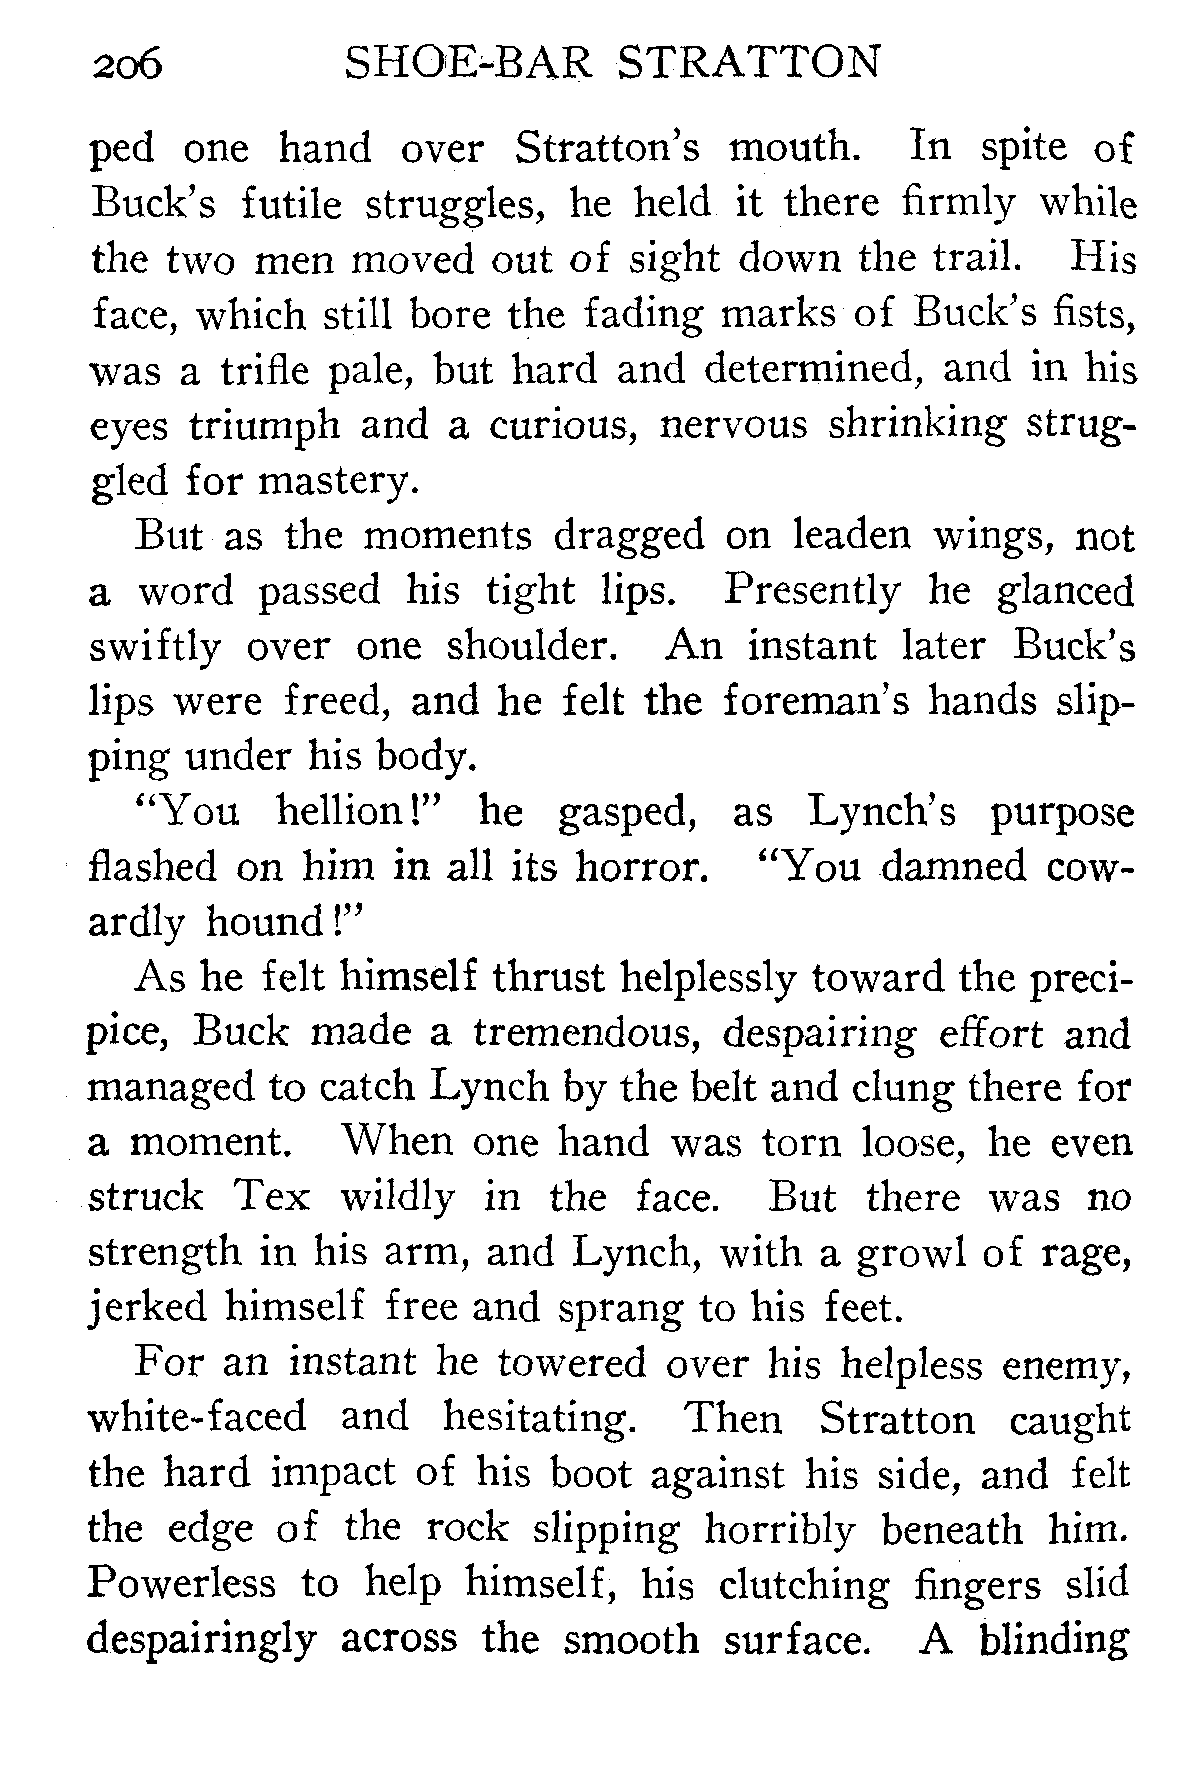 206 SHOE-BAR STRATTON
ped one hand over Stratton's mouth. In spite of
Buck's futile struggles, he held it there firmly while
the two men moved out of sight down the trail. His
face, which still bore the fading marks of Buck's fists,
was a trifle pale, but hard and determined, and in his
eyes triumph and a curious, nervous shrinking strug-
gled for mastery.
But as the moments dragged on leaden wings, not
a word passed his tight lips. Presently he glanced
swiftly over one shoulder. An instant later Buck's
lips were freed, and he felt the foreman's hands slip-
ping under his body.
“You hellion!” he gasped, as Lynch's purpose
flashed on him in all its horror. “You damned cow-
ardly hound!”
As he felt himself thrust helplessly toward the preci-
pice, Buck made a tremendous, despairing effort and
managed to catch Lynch by the belt and clung there for
a moment. When one hand was torn loose, he even
struck Tex wildly in the face. But there was no
strength in his arm, and Lynch, with a growl of rage,
jerked himself free and sprang to his feet.
For an instant he towered over his helpless enemy,
white-faced and hesitating. Then Stratton caught
the hard impact of his boot against his side, and felt
the edge of the rock slipping horribly beneath him.
Powerless to help himself, his clutching fingers slid
despairingly across the smooth surface. A blinding